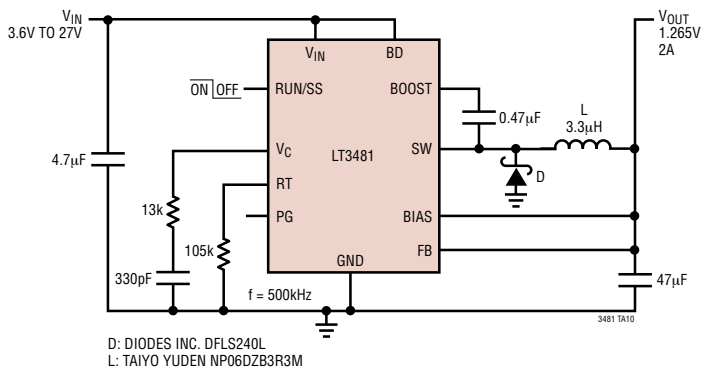 VIN
3.6V TO 27V
VOUT
1.265V
2A
VIN
BD
ON OFF
RUN/SS
BOOST
0.47µF
L
3.3µH
4.7µF
VC
LT3481
SW
D
RT
13k
PG
BIAS
105k
FB
330pF
GND
47µF
f = 500kHz
3481 TA10
D: DIODES INC. DFLS240L
L: TAIYO YUDEN NP06DZB3R3M